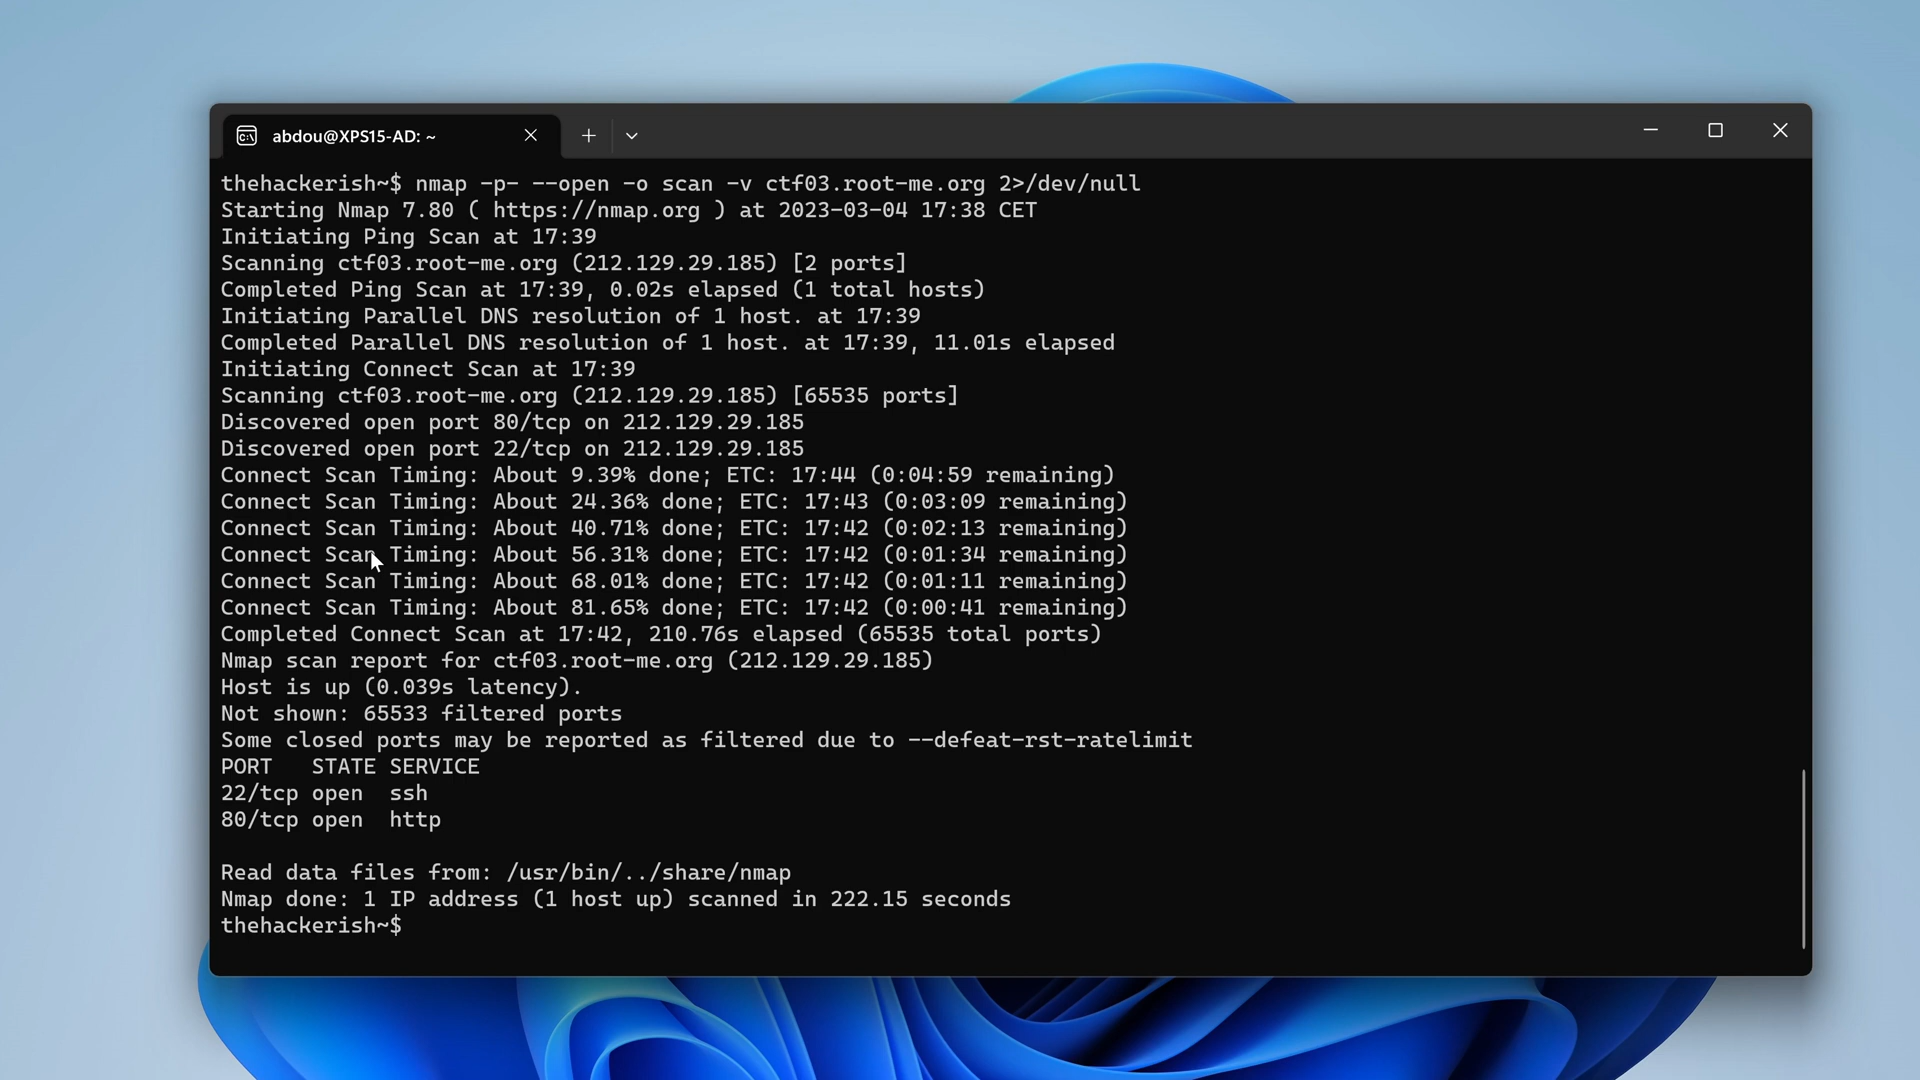 abdou@XPS15-AD: ~
thehackerish~$ nmap -p- --open -o scan -v ctf03.root-me.org 2>/dev/null
Starting Nmap 7.80 ( https://nmap.org ) at 2023-03-04 17:38 CET
Initiating Ping Scan at 17:39
Scanning ctf03.root-me.org (212.129.29.185) [2 ports]
Completed Ping Scan at 17:39, 0.02s elapsed (1 total hosts)
Initiating Parallel DNS resolution of 1 host. at 17:39
Completed Parallel DNS resolution of 1 host. at 17:39, 11.01s elapsed
Initiating Connect Scan at 17:39
Scanning ctf03.root-me.org (212.129.29.185) [65535 ports]
Discovered open port 80/tcp on 212.129.29.185
Discovered open port 22/tcp on 212.129.29.185
Connect Scan Timing: About 9.39% done; ETC: 17:44 (0:04:59 remaining)
Connect Scan Timing: About 24.36% done; ETC: 17:43 (0:03:09 remaining)
Connect Scan Timing: About 40.71% done; ETC: 17:42 (0:02:13 remaining)
Connect Scan Timing: About 56.31% done; ETC: 17:42 (0:01:34 remaining)
Connect Scan Timing: About 68.01% done; ETC: 17:42 (0:01:11 remaining)
Connect Scan Timing: About 81.65% done; ETC: 17:42 (0:00:41 remaining)
Completed Connect Scan at 17:42, 210.76s elapsed (65535 total ports)
Nmap scan report for ctf03.root-me.org (212.129.29.185)
Host is up (0.039s latency).
Not shown: 65533 filtered ports
Some closed ports may be reported as filtered due to --defeat-rst-ratelimit
PORT   STATE SERVICE
22/tcp open  ssh
80/tcp open  http
Read data files from: /usr/bin/../share/nmap
Nmap done: 1 IP address (1 host up) scanned in 222.15 seconds
thehackerish~$